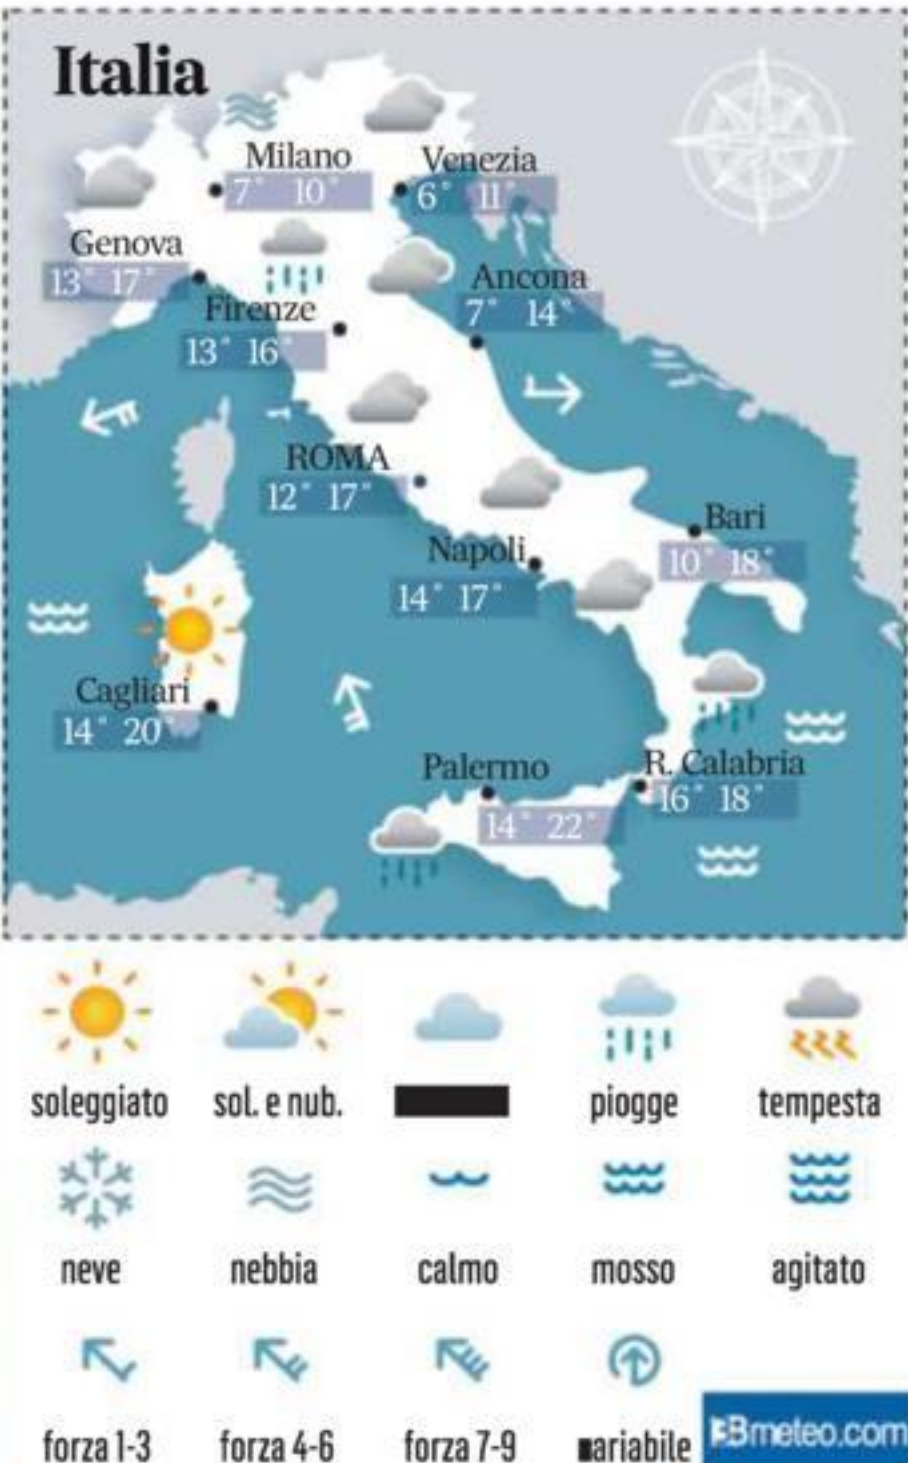 Italia
Milano
7° 10°
Venezia
6° 11°
Genova
13° 17°
Firenze
13° 16°
Ancona
7° 14°
ROMA
12° 17°
Napoli
14° 17°
Bari
10° 18°
Cagliari
14° 20°
Palermo
14° 22°
R. Calabria
16° 18°
soleggiato sol. e nub. piogge tempesta
neve nebbia calmo mosso agitato
forza 1-3 forza 4-6 forza 7-9 ariabile
3Bmeteo.com